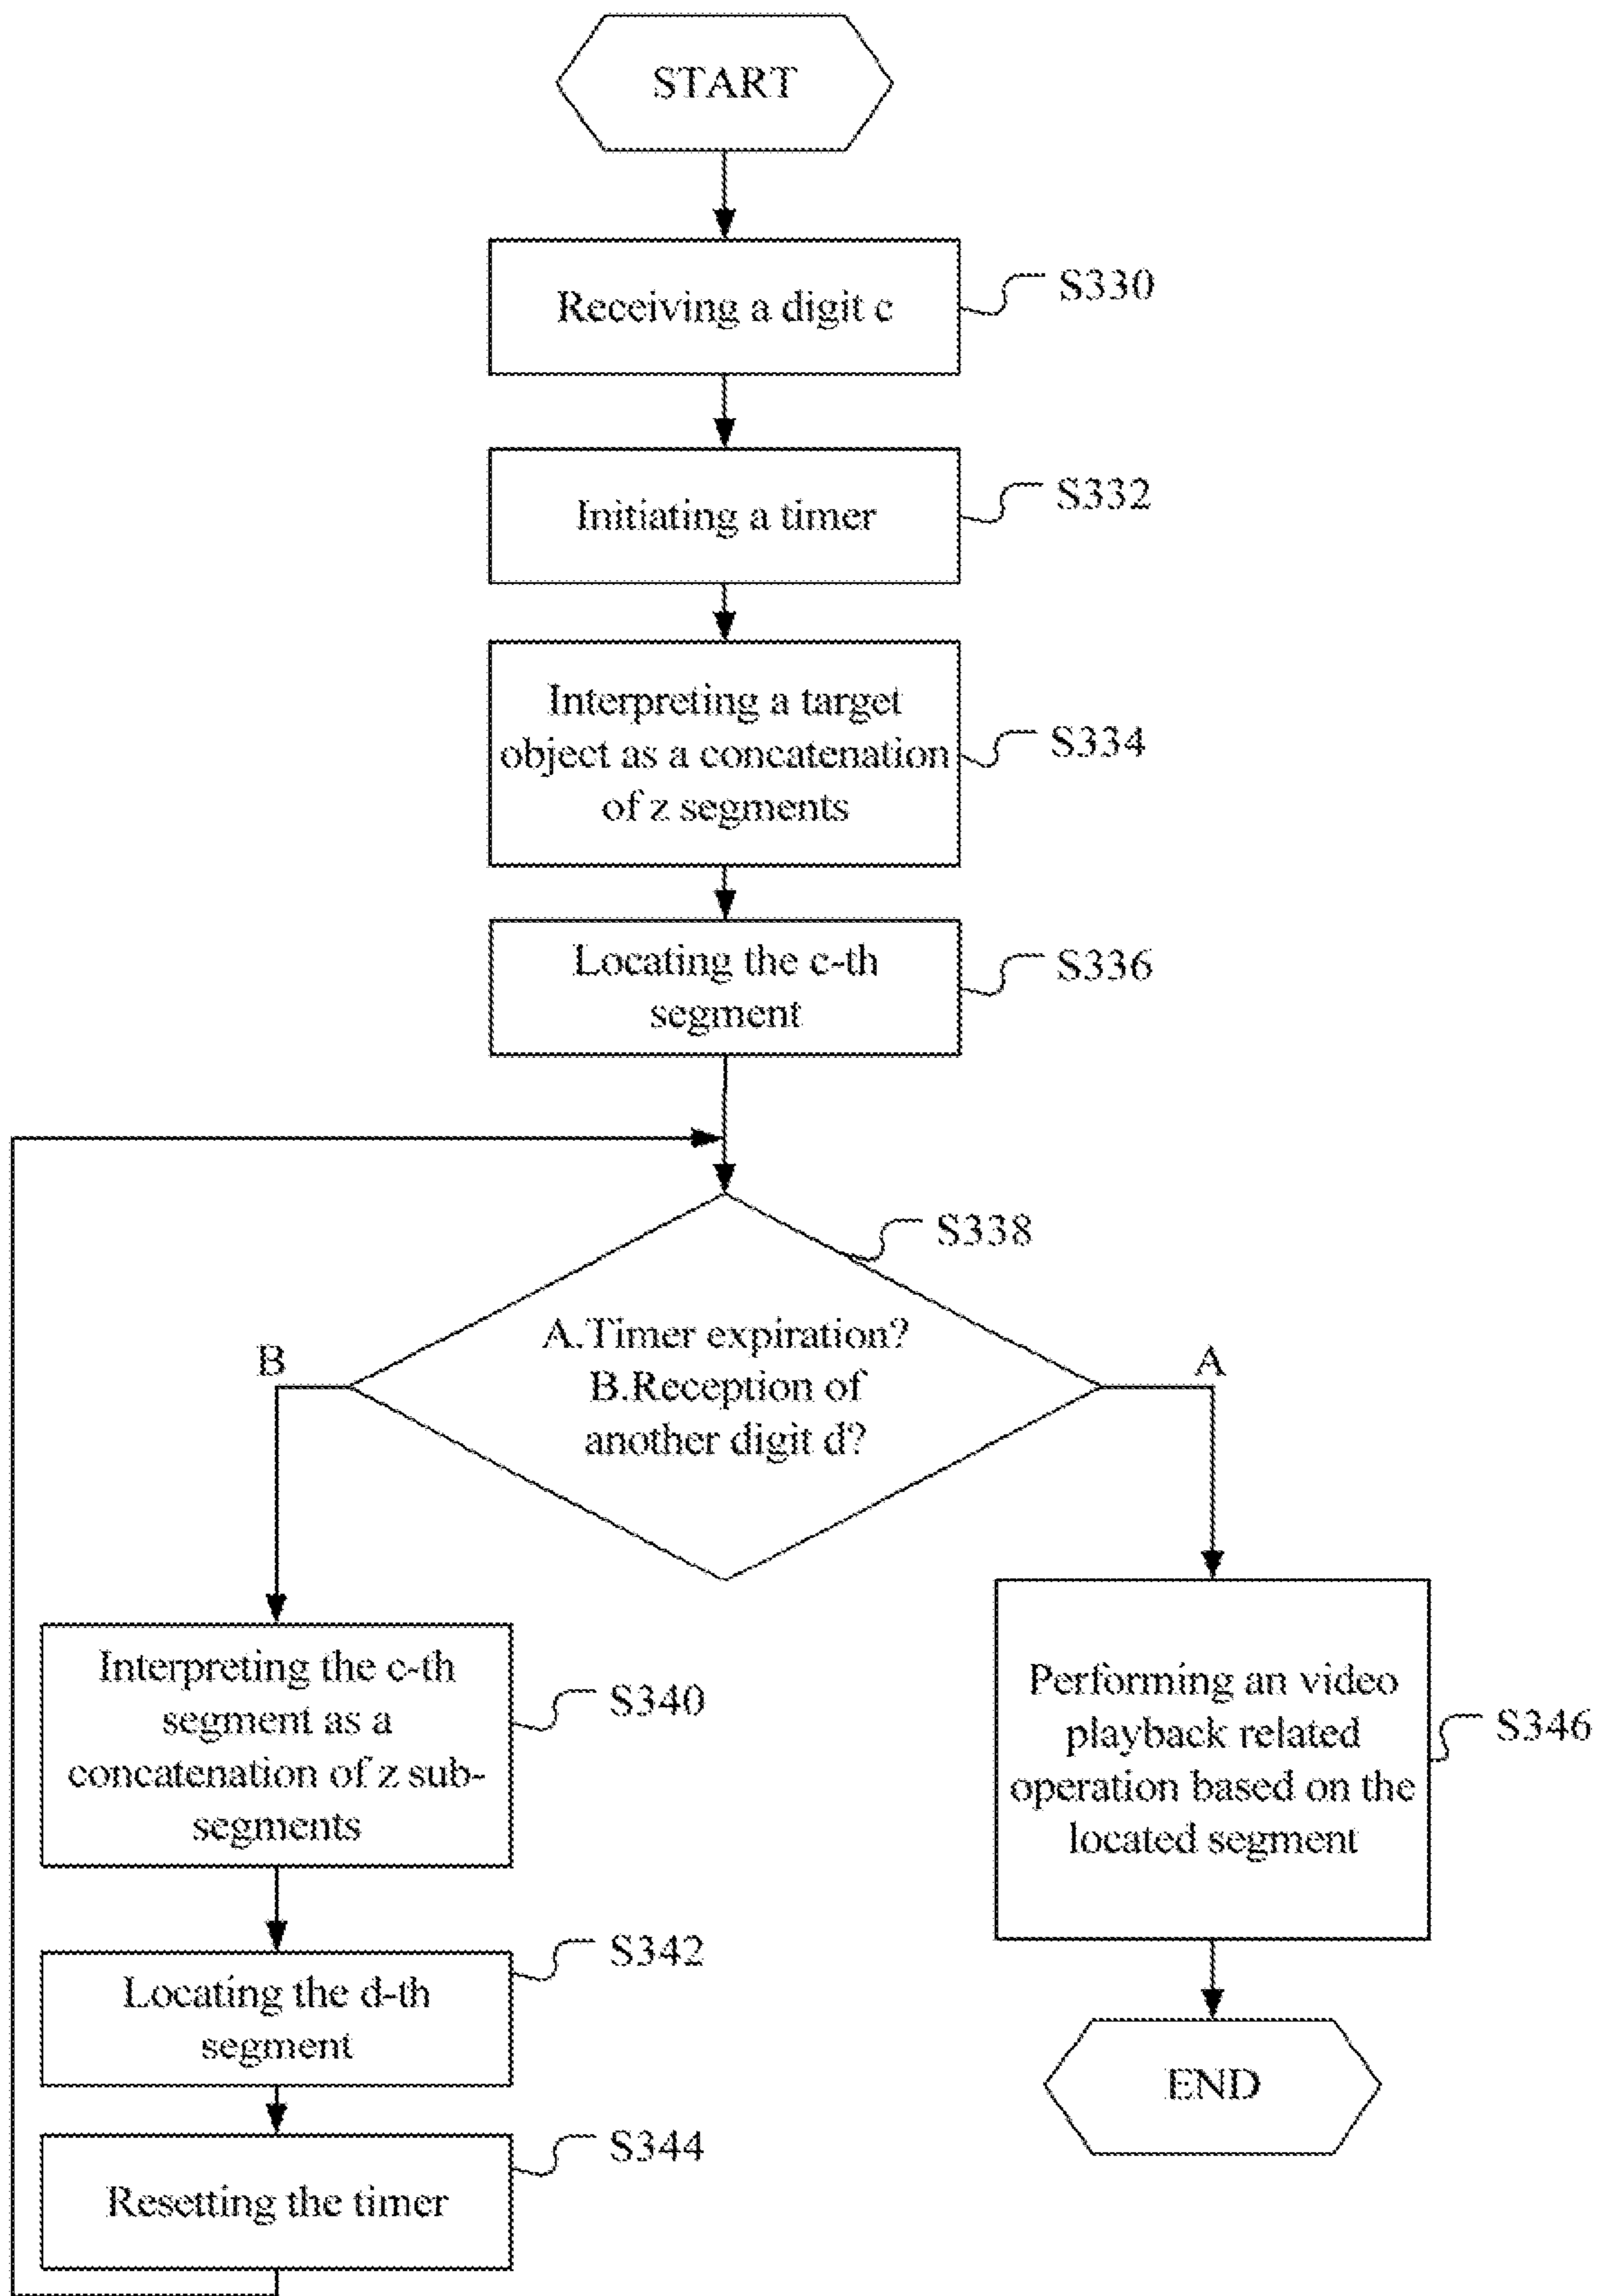 START
Receiving a digit c
S330
Initiating a timer
S332
Interpreting a target
object as a concatenation
of z segments
S334
Locating the c-th
segment
S336
S338
A.Timer expiration?
B.Reception of
another digit d?
B
A
Interpreting the c-th
segment as a
concatenation of z sub-
segments
S340
Performing an video
playback related
operation based on the
located segment
S346
Locating the d-th
segment
S342
END
Resetting the timer
S344